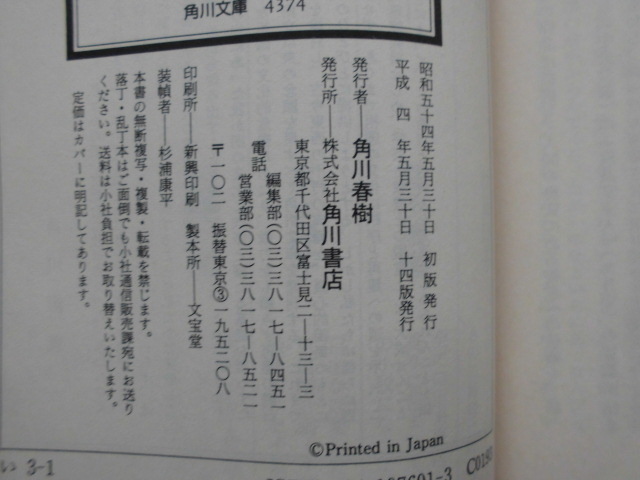 角川文庫 4374
昭和五十四年五月三十日 初版発行
平成 四 年五月三十日 十四版発行
発行者――角川春樹
発行所――株式会社角川書店
東京都千代田区富士見二―十三―三
電話 編集部(〇三)三八一七―八四五一
営業部(〇三)三八一七―八五二一
〒一〇二 振替東京③一九五二〇八
印刷所――新興印刷 製本所――文宝堂
装幀者――杉浦康平
本書の無断複写・複製・転載を禁じます。
落丁・乱丁本はご面倒でも小社通信販売課宛にお送り
ください。送料は小社負担でお取り替えいたします。
定価はカバーに明記してあります。
©Printed in Japan
い 3-1
7601-3 C0193